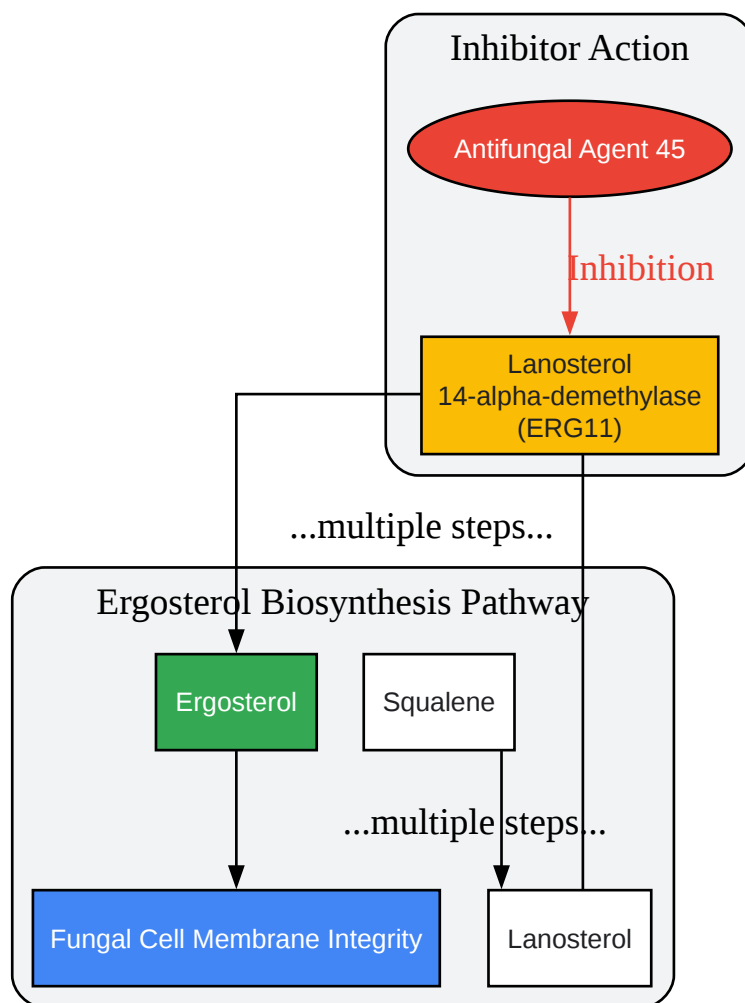 Inhibitor Action
Antifungal Agent 45
Inhibition
Lanosterol
14-alpha-demethylase
(ERG11)
...multiple steps...
Ergosterol Biosynthesis Pathway
Ergosterol
Squalene
...multiple steps...
Fungal Cell Membrane Integrity
Lanosterol